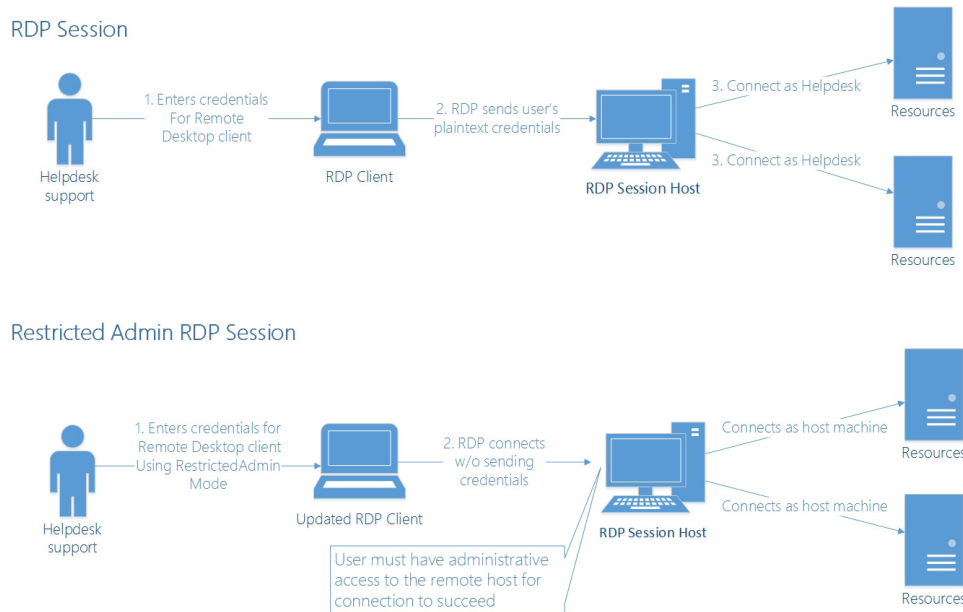 RDP Session
1. Enters credentials
For Remote
Desktop client
2. RDP sends user's
plaintext credentials
3. Connect as Helpdesk
3. Connect as Helpdesk
Helpdesk
support
RDP Client
RDP Session Host
Resources
Resources
Restricted Admin RDP Session
1. Enters credentials for
Remote Desktop client
Using RestrictedAdmin
Mode
2. RDP connects
w/o sending
credentials
Connects as host machine
Connects as host machine
Helpdesk
support
Updated RDP Client
RDP Session Host
Resources
Resources
User must have administrative
access to the remote host for
connection to succeed